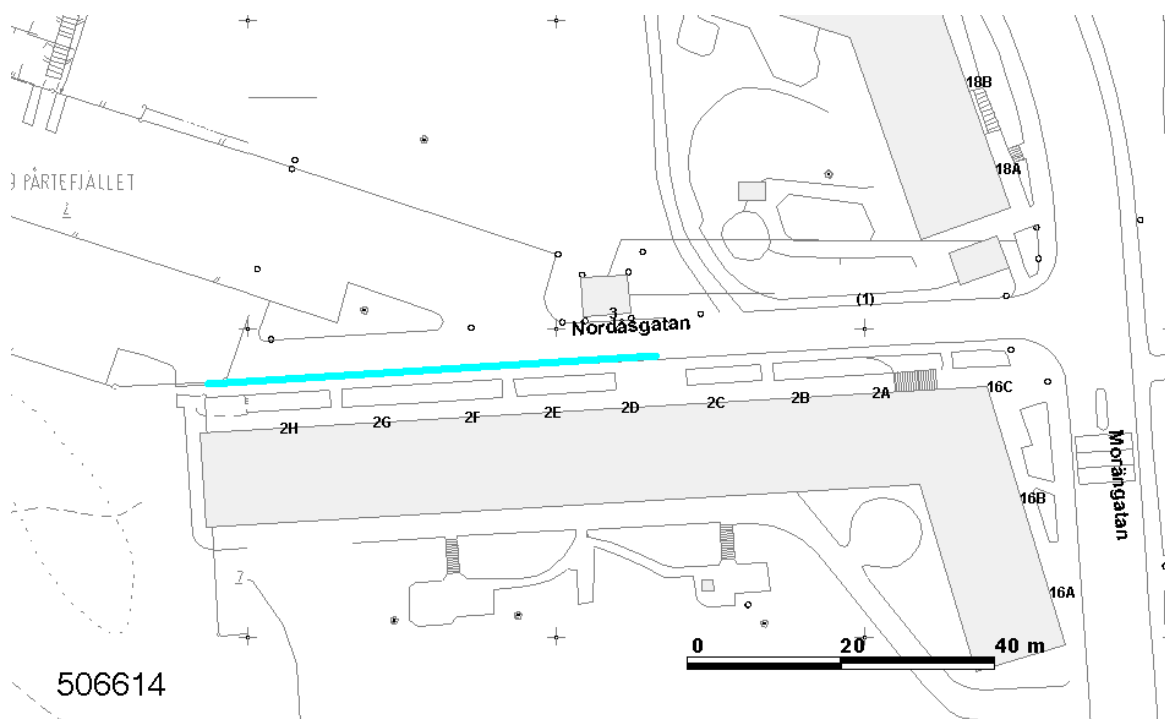 18B
18A
9 PÅRTEFJÄLLET
2
(1)
3
Nordåsgatan
2H
2G
2F
2E
2D
2C
2B
2A
16C
Morängatan
16B
7
16A
0 20 40 m
506614